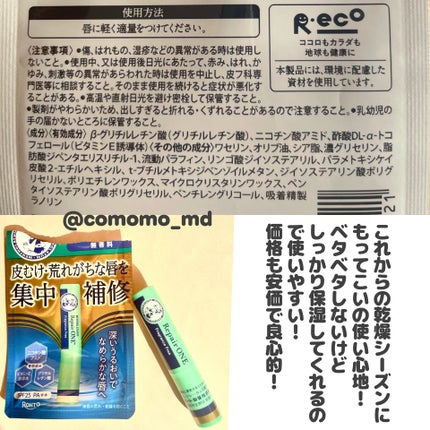 使用方法
唇に軽く適量をつけてください。
〈注意事項〉●傷、はれもの、湿疹などの異常がある時は使用し
ないこと。●使用中、又は使用後日光にあたって、赤み、はれ、か
ゆみ、刺激等の異常があらわれた時は使用を中止し、皮フ科専
門医等に相談すること。そのまま使用を続けると症状が悪化す
ることがある。●高温や直射日光を避け密栓して保管すること。
●製剤がやわらかいため、出しすぎると折れる・くずれることがあるので注意すること。●乳幼児の
手の届かないところに保管すること。
〈成分〉〈有効成分〉β-グリチルレチン酸(グリチルレチン酸)、ニコチン酸アミド、酢酸DL-α-トコ
フェロール(ビタミンE誘導体)〈その他の成分〉ワセリン、オリブ油、シア脂、濃グリセリン、
脂肪酸ジペンタエリスリチル-1、流動パラフィン、リンゴ酸ジイソステアリル、パラメトキシケイ
皮酸2-エチルヘキシル、t-ブチルメトキシジベンゾイルメタン、ジイソステアリン酸ポリグ
リセリル、ポリエチレンワックス、マイクロクリスタリンワックス、ペン
タイソステアリン酸ポリグリセリル、ペンチレングリコール、吸着精製
ラノリン
R・eco
ココロもカラダも
地球も健康に
本製品には、環境に配慮した
資材を使用しています。
21
@comomo_md
無香料
皮むけ・荒れがちな唇を
集中補修
深いうるおいで
なめらかな唇へ
ニコチン酸
アミド
SPF25 PA++
ROHTO
Repair ONE
これからの乾燥シーズンに
もってこいの使い心地!
ベタベタしないけど
しっかり保湿してくれるの
で使いやすい!
価格も安価で良心的!